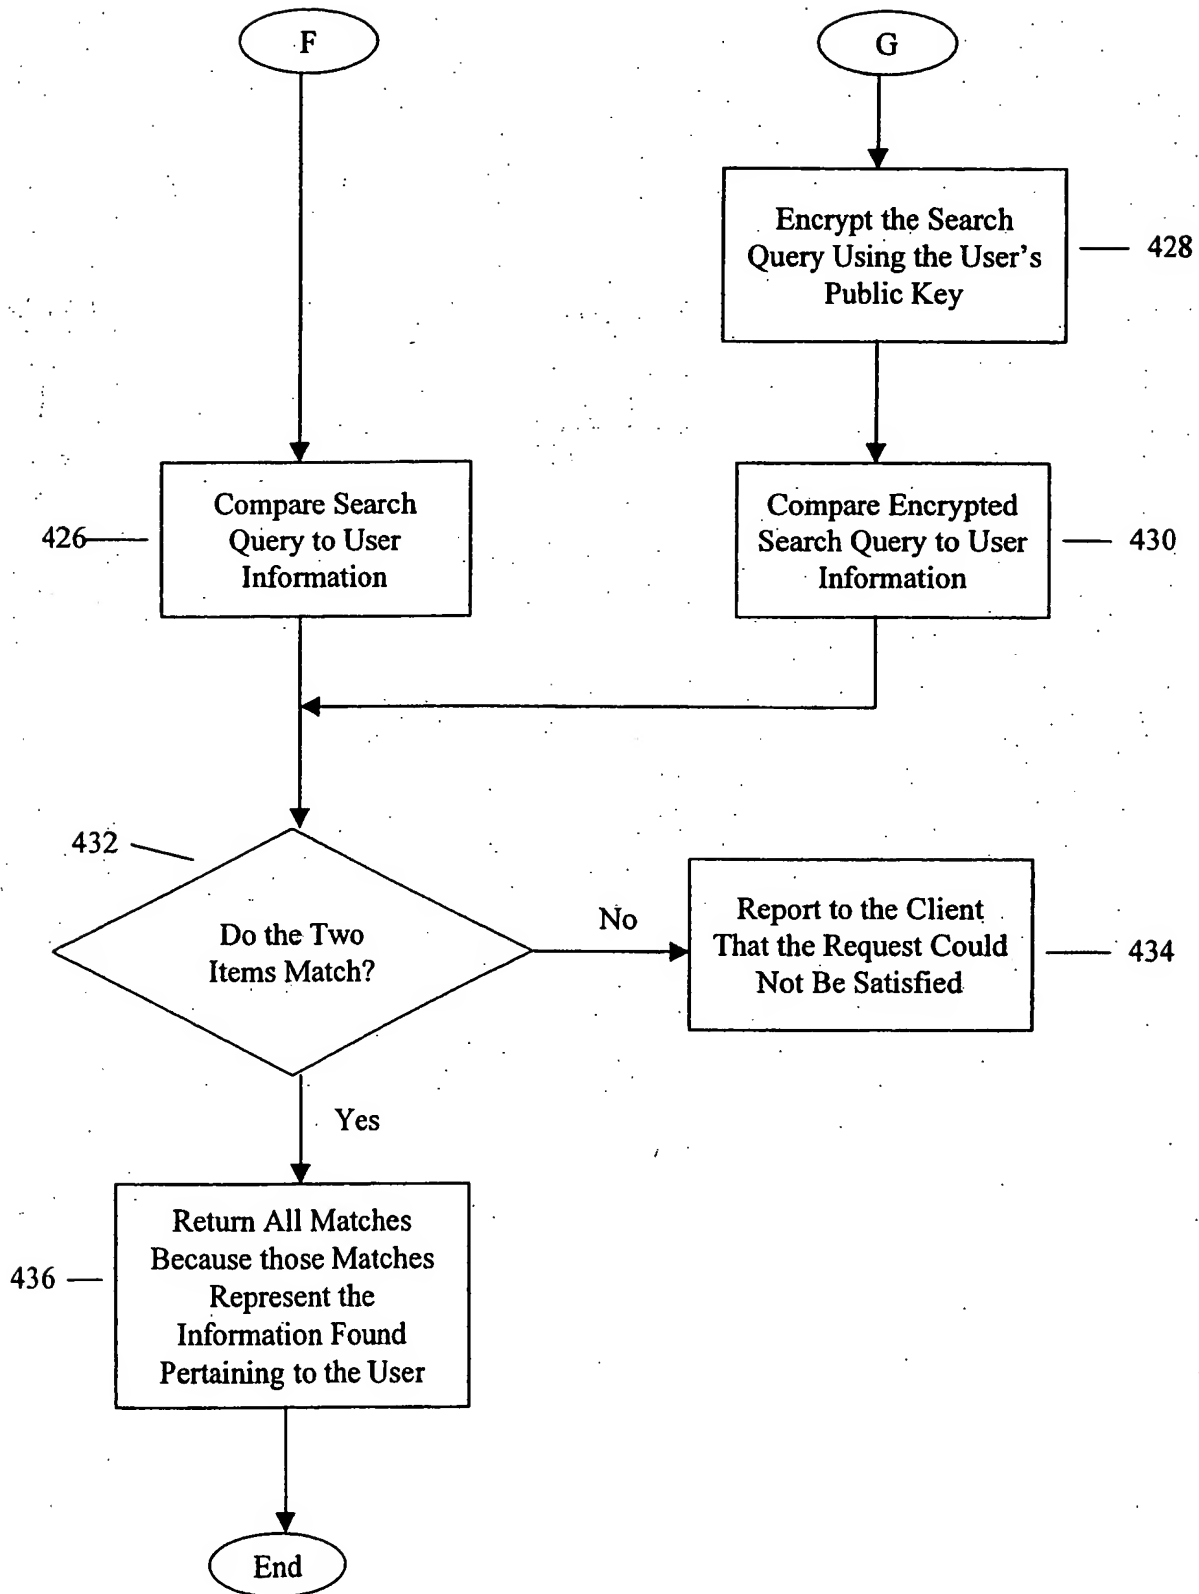 F
G
Encrypt the Search
Query Using the User's
Public Key
428
Compare Search
Query to User
Information
426
Compare Encrypted
Search Query to User
Information
430
432
Do the Two
Items Match?
No
Report to the Client
That the Request Could
Not Be Satisfied
434
Yes
Return All Matches
Because those Matches
Represent the
Information Found
Pertaining to the User
436
End